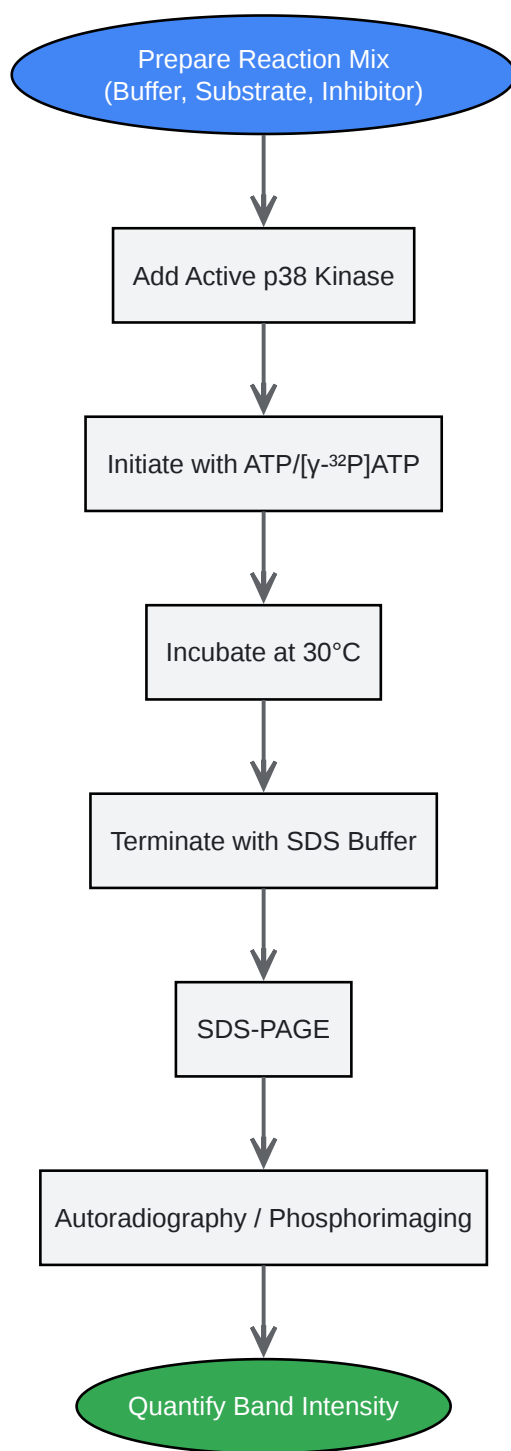 Prepare Reaction Mix
(Buffer, Substrate, Inhibitor)
Add Active p38 Kinase
Initiate with ATP/[γ-³²P]ATP
Incubate at 30°C
Terminate with SDS Buffer
SDS-PAGE
Autoradiography / Phosphorimaging
Quantify Band Intensity